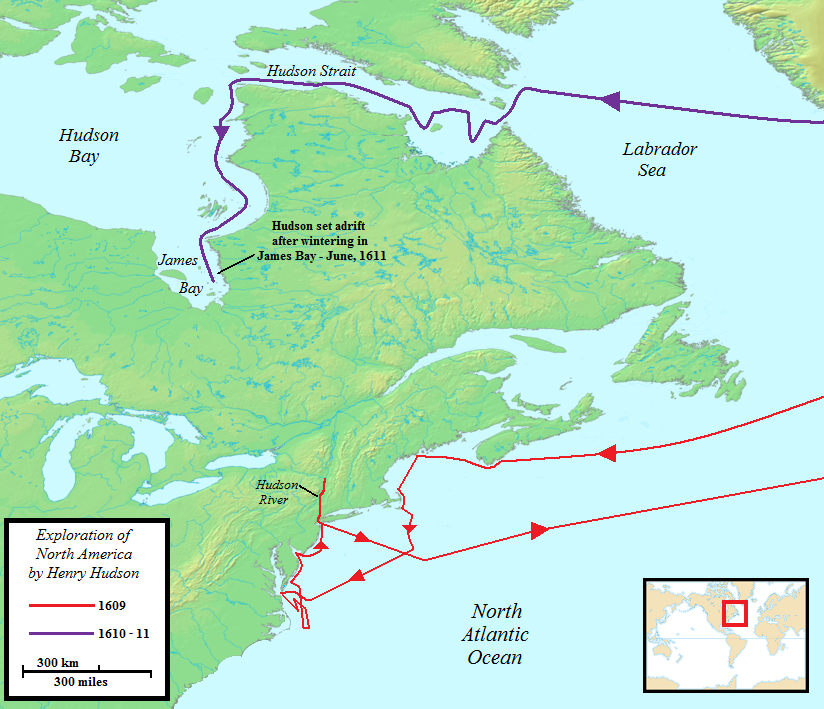 Hudson Strait
Hudson
Bay
Labrador
Sea
Hudson set adrift
after wintering in
James Bay - June, 1611
James
Bay
Hudson
River
Exploration of
North America
by Henry Hudson
1609
1610 - 11
300 km
300 miles
North
Atlantic
Ocean